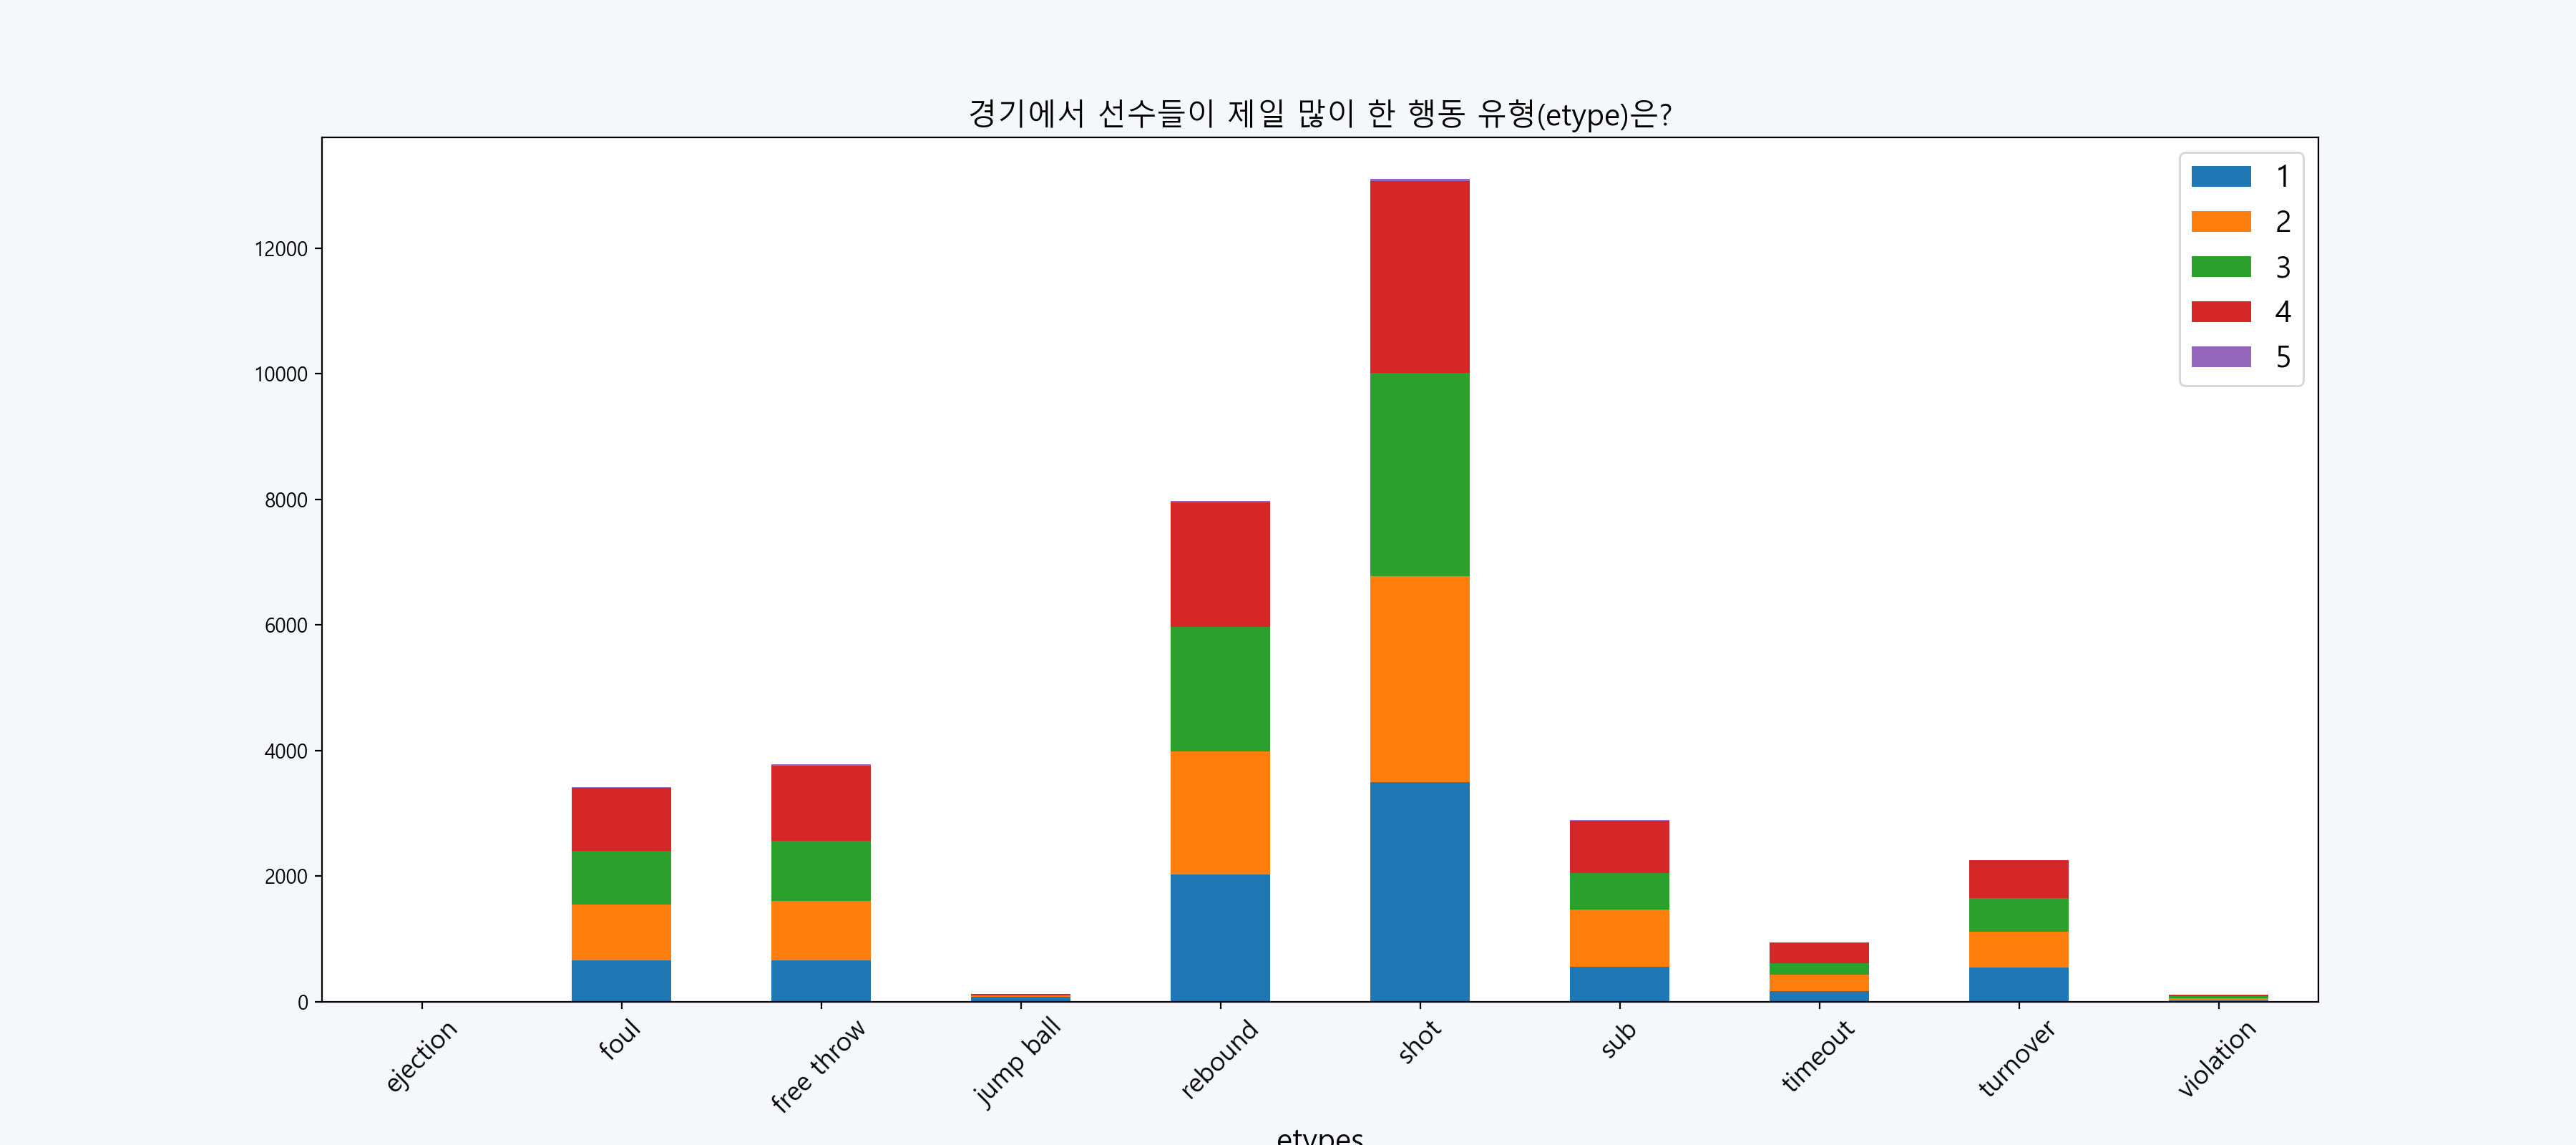 경기에서 선수들이 제일 많이 한 행동 유형(etype)은?
1
2
3
4
5
12000
10000
8000
6000
4000
2000
0
ejection
foul
free throw
jump ball
rebound
shot
sub
timeout
turnover
violation
etypes